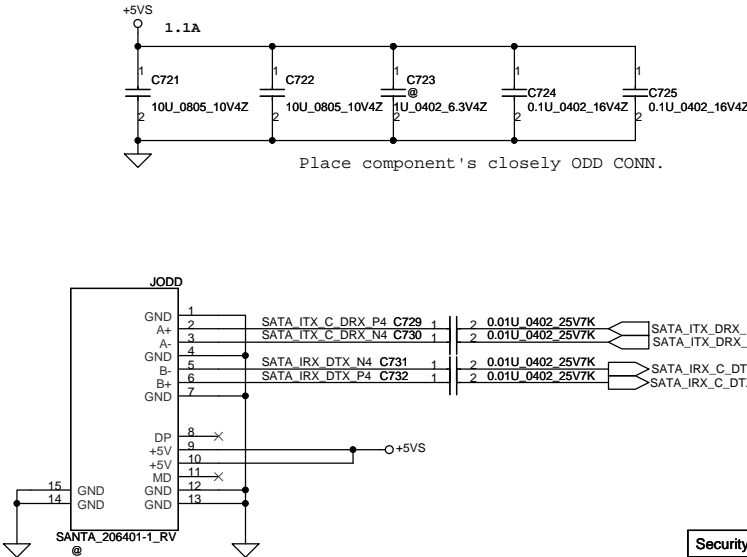 +5VS
1.1A
1 1 1 1 1
C721 C722 C723 C724 C725
@
10U_0805_10V4Z 10U_0805_10V4Z 1U_0402_6.3V4Z 0.1U_0402_16V4Z 0.1U_0402_16V4Z
2 2 2 2 2
Place component's closely ODD CONN.
JODD
GND 1
A+ 2 SATA_ITX_C_DRX_P4 C729 1 2 0.01U_0402_25V7K SATA_ITX_DRX_
A- 3 SATA_ITX_C_DRX_N4 C730 1 2 0.01U_0402_25V7K SATA_ITX_DRX_
GND 4
B- 5 SATA_IRX_DTX_N4 C731 1 2 0.01U_0402_25V7K SATA_IRX_C_DT
B+ 6 SATA_IRX_DTX_P4 C732 1 2 0.01U_0402_25V7K SATA_IRX_C_DT
GND 7
DP 8
+5V 9 +5VS
+5V 10
MD 11
15 GND GND 12
14 GND GND 13
SANTA_206401-1_RV
@
Security